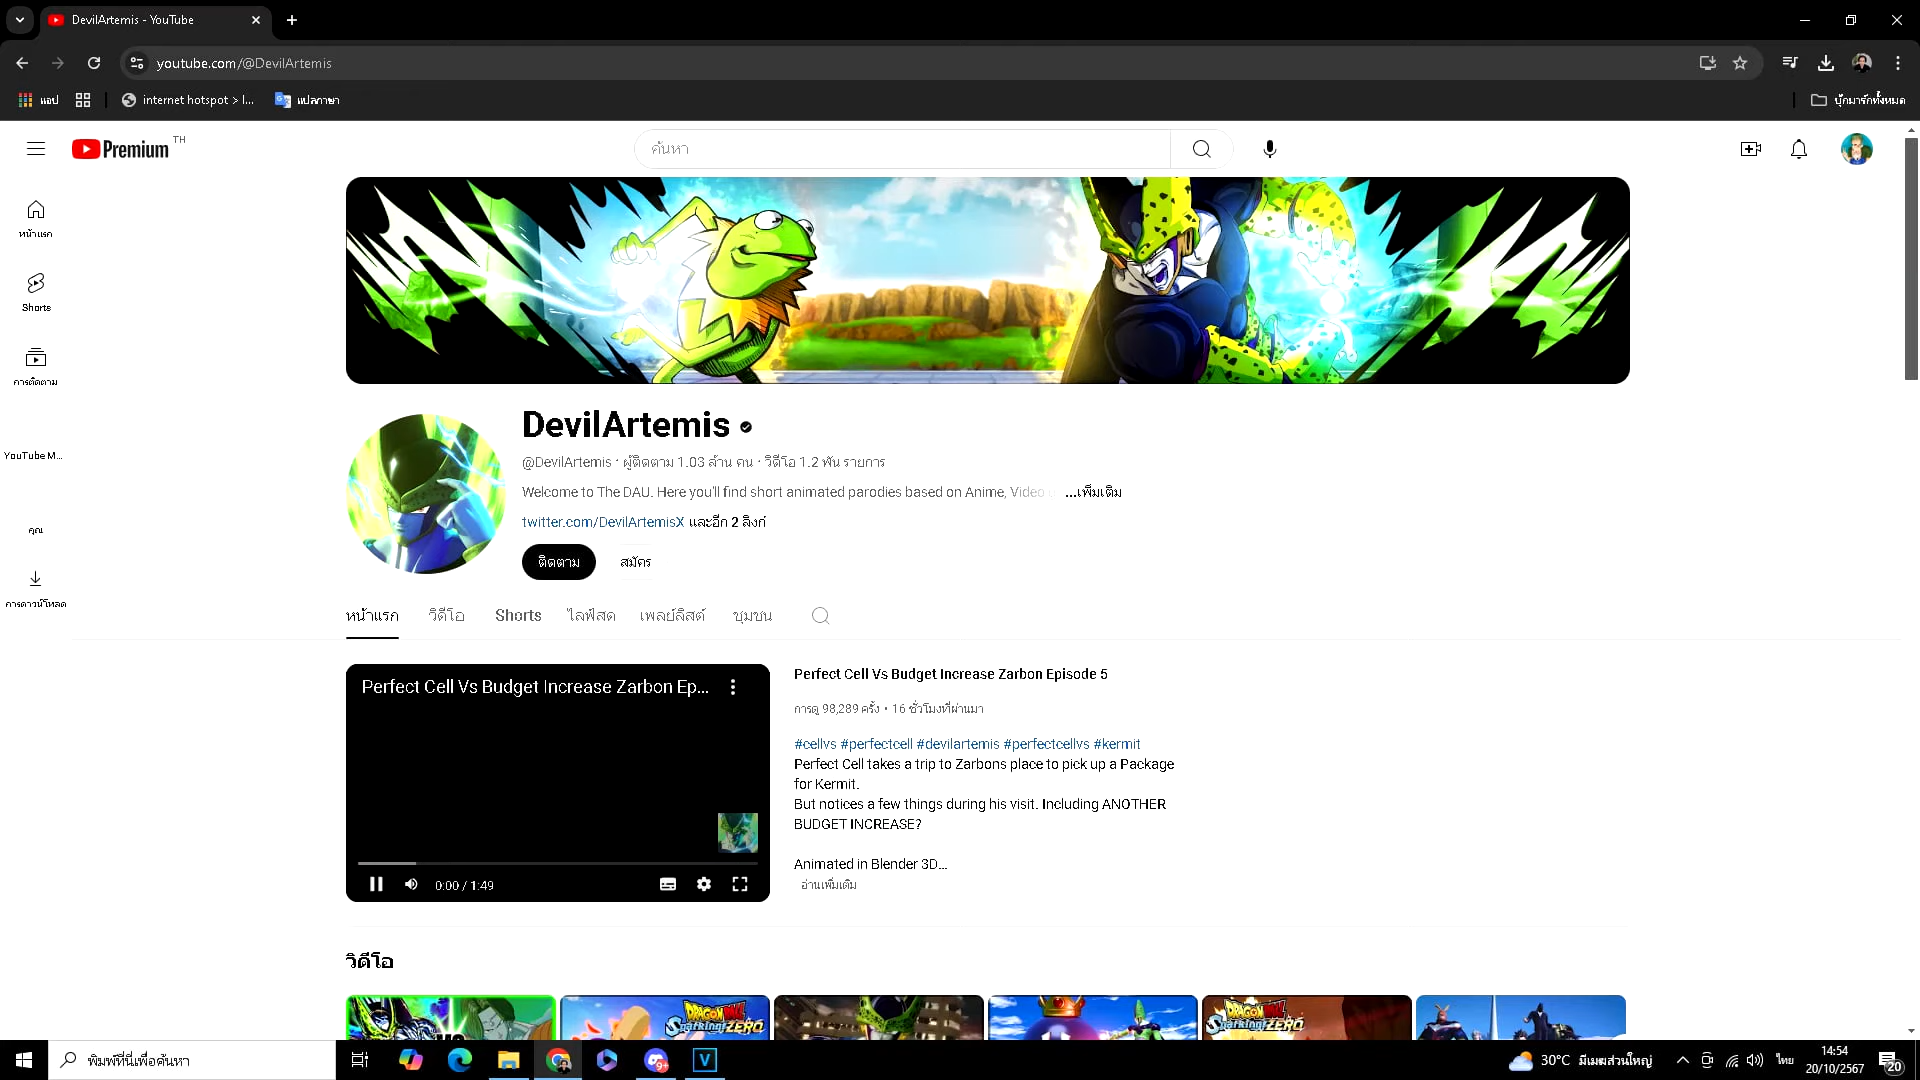 DevilArtemis - YouTube
youtube.com/@DevilArtemis
แอป
internet hotspot > l...
แปลภาษา
บุ๊กมาร์กทั้งหมด
Premium TH
ค้นหา
หน้าแรก
Shorts
การติดตาม
YouTube M...
คุณ
การดาวน์โหลด
DevilArtemis
@DevilArtemis · ผู้ติดตาม 1.03 ล้าน คน · วิดีโอ 1.2 พัน รายการ
Welcome to The DAU. Here you'll find short animated parodies based on Anime, Video ...เพิ่มเติม
twitter.com/DevilArtemisX และอีก 2 ลิงก์
ติดตาม สมัคร
หน้าแรก วิดีโอ Shorts ไลฟ์สด เพลย์ลิสต์ ชุมชน
Perfect Cell Vs Budget Increase Zarbon Ep...
0:00 / 1:49
Perfect Cell Vs Budget Increase Zarbon Episode 5
การดู 98,289 ครั้ง • 16 ชั่วโมงที่ผ่านมา
#cellvs #perfectcell #devilartemis #perfectcellvs #kermit
Perfect Cell takes a trip to Zarbons place to pick up a Package
for Kermit.
But notices a few things during his visit. Including ANOTHER
BUDGET INCREASE?
Animated in Blender 3D...
อ่านเพิ่มเติม
วิดีโอ
DRAGON BALL
Sparking! ZERO
DRAGON BALL
Sparking! ZERO
พิมพ์ที่นี่เพื่อค้นหา
9+
V
30°C มีเมฆส่วนใหญ่
ไทย
14:54
20/10/2567
20